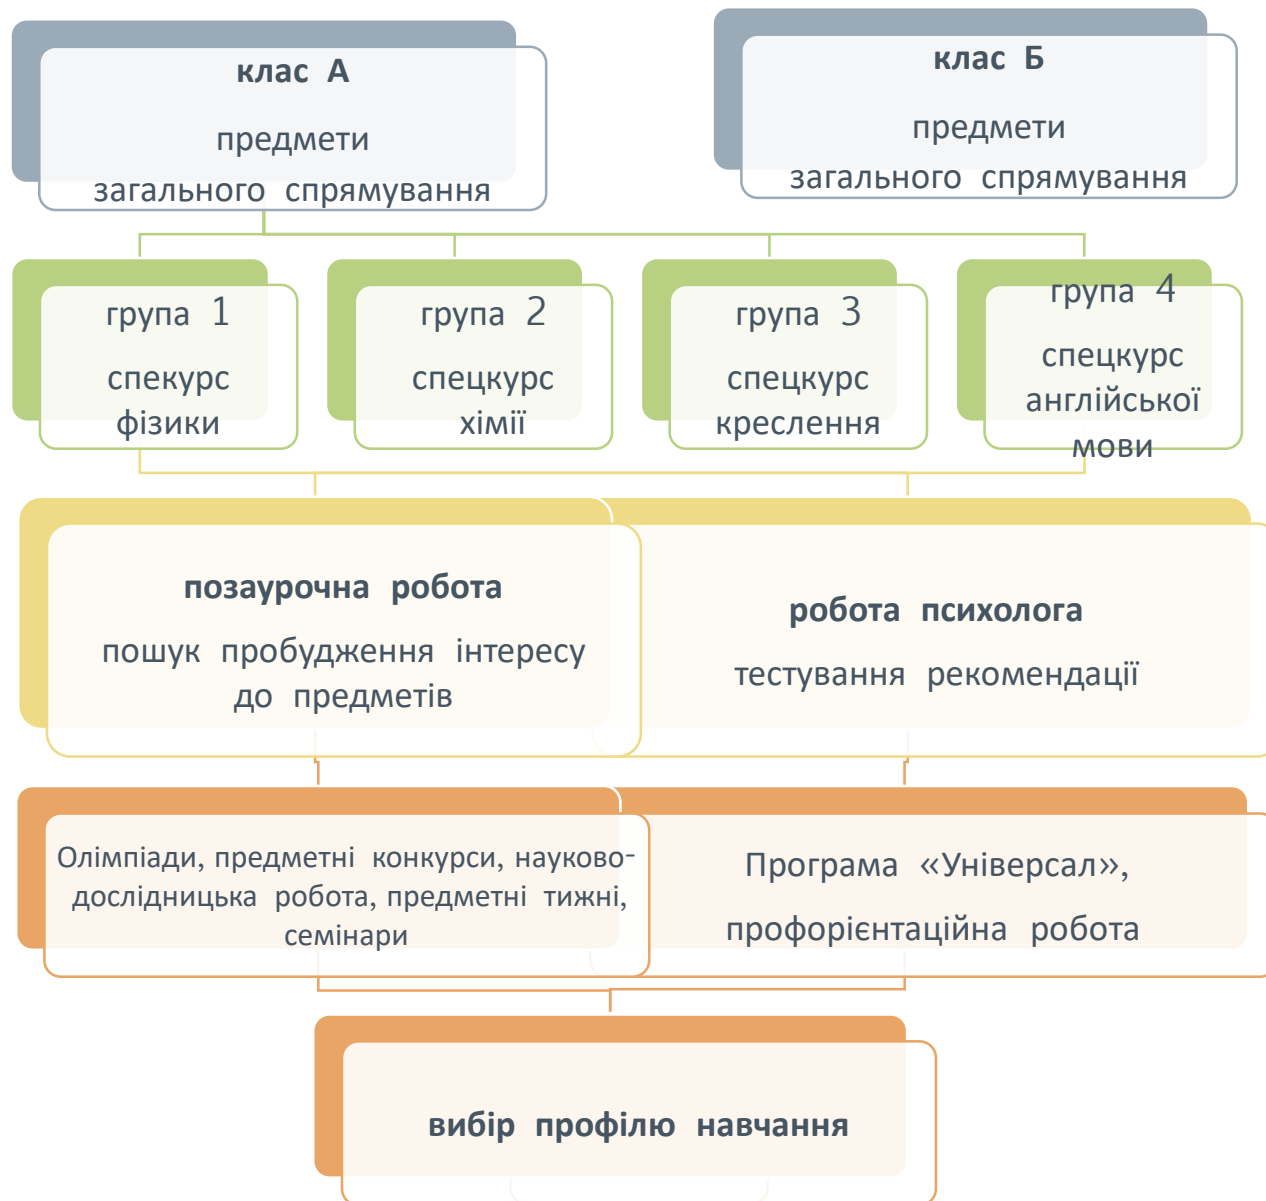 клас А
предмети
загального спрямування
клас Б
предмети
загального спрямування
група 1
спекурс
фізики
група 2
спецкурс
хімії
група 3
спецкурс
креслення
група 4
спецкурс
англійської
мови
позаурочна робота
пошук пробудження інтересу
до предметів
робота психолога
тестування рекомендації
Олімпіади, предметні конкурси, науково-
дослідницька робота, предметні тижні,
семінари
Програма «Універсал»,
профорієнтаційна робота
вибір профілю навчання